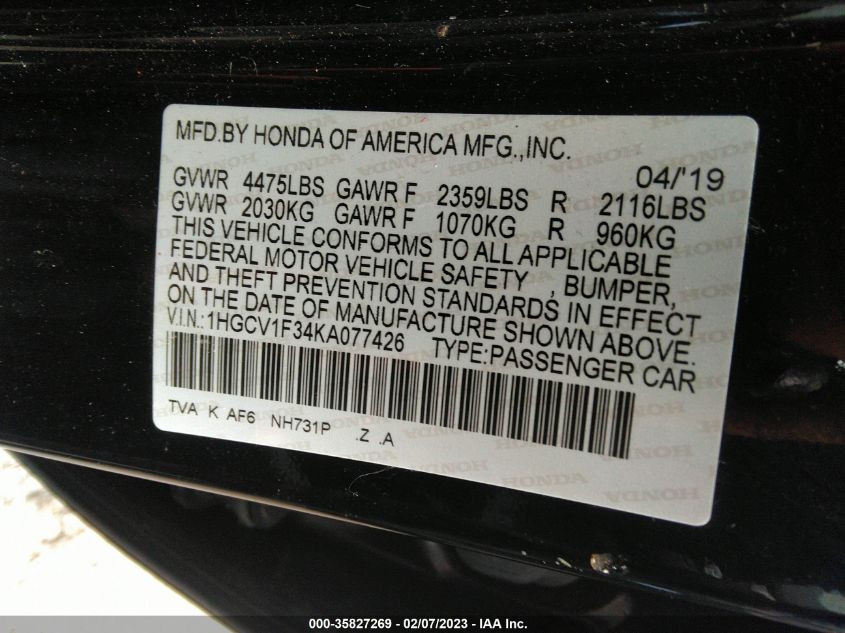 MFD.BY HONDA OF AMERICA MFG.,INC.
04/'19
GVWR 4475LBS GAWR F 2359LBS R 2116LBS
GVWR 2030KG GAWR F 1070KG R 960KG
THIS VEHICLE CONFORMS TO ALL APPLICABLE
FEDERAL MOTOR VEHICLE SAFETY , BUMPER,
AND THEFT PREVENTION STANDARDS IN EFFECT
ON THE DATE OF MANUFACTURE SHOWN ABOVE.
V.I.N.:1HGCV1F34KA077426 TYPE:PASSENGER CAR
TVA K AF6 NH731P .Z .A
000-35827269 - 02/07/2023 - IAA Inc.